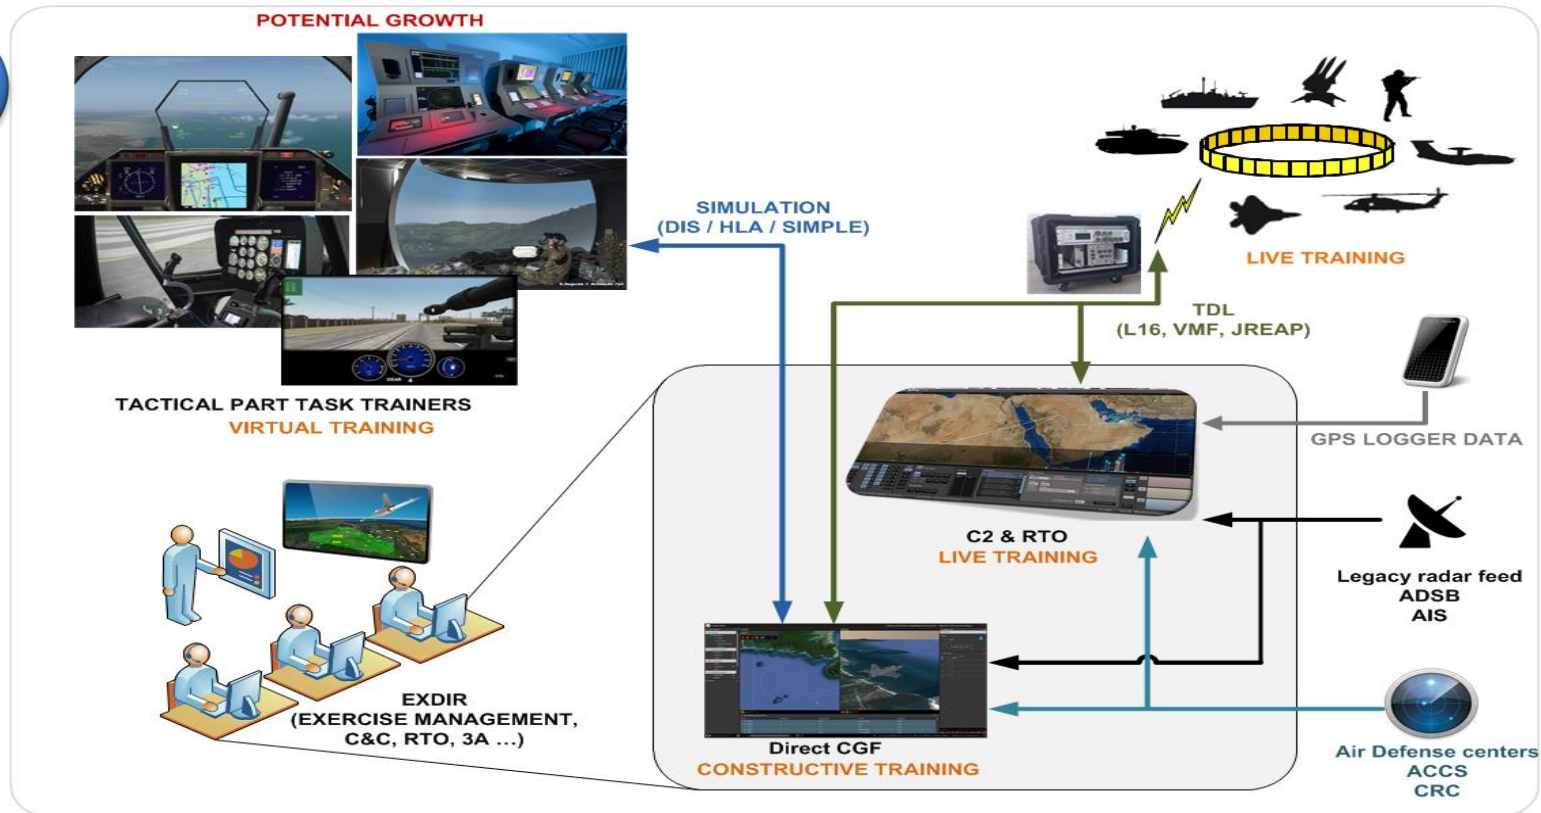 POTENTIAL GROWTH
SIMULATION
(DIS / HLA / SIMPLE)
LIVE TRAINING
TDL
(L16, VMF, JREAP)
TACTICAL PART TASK TRAINERS
VIRTUAL TRAINING
GPS LOGGER DATA
C2 & RTO
LIVE TRAINING
Legacy radar feed
ADSB
AIS
EXDIR
(EXERCISE MANAGEMENT,
C&C, RTO, 3A ...)
Direct CGF
CONSTRUCTIVE TRAINING
Air Defense centers
ACCS
CRC